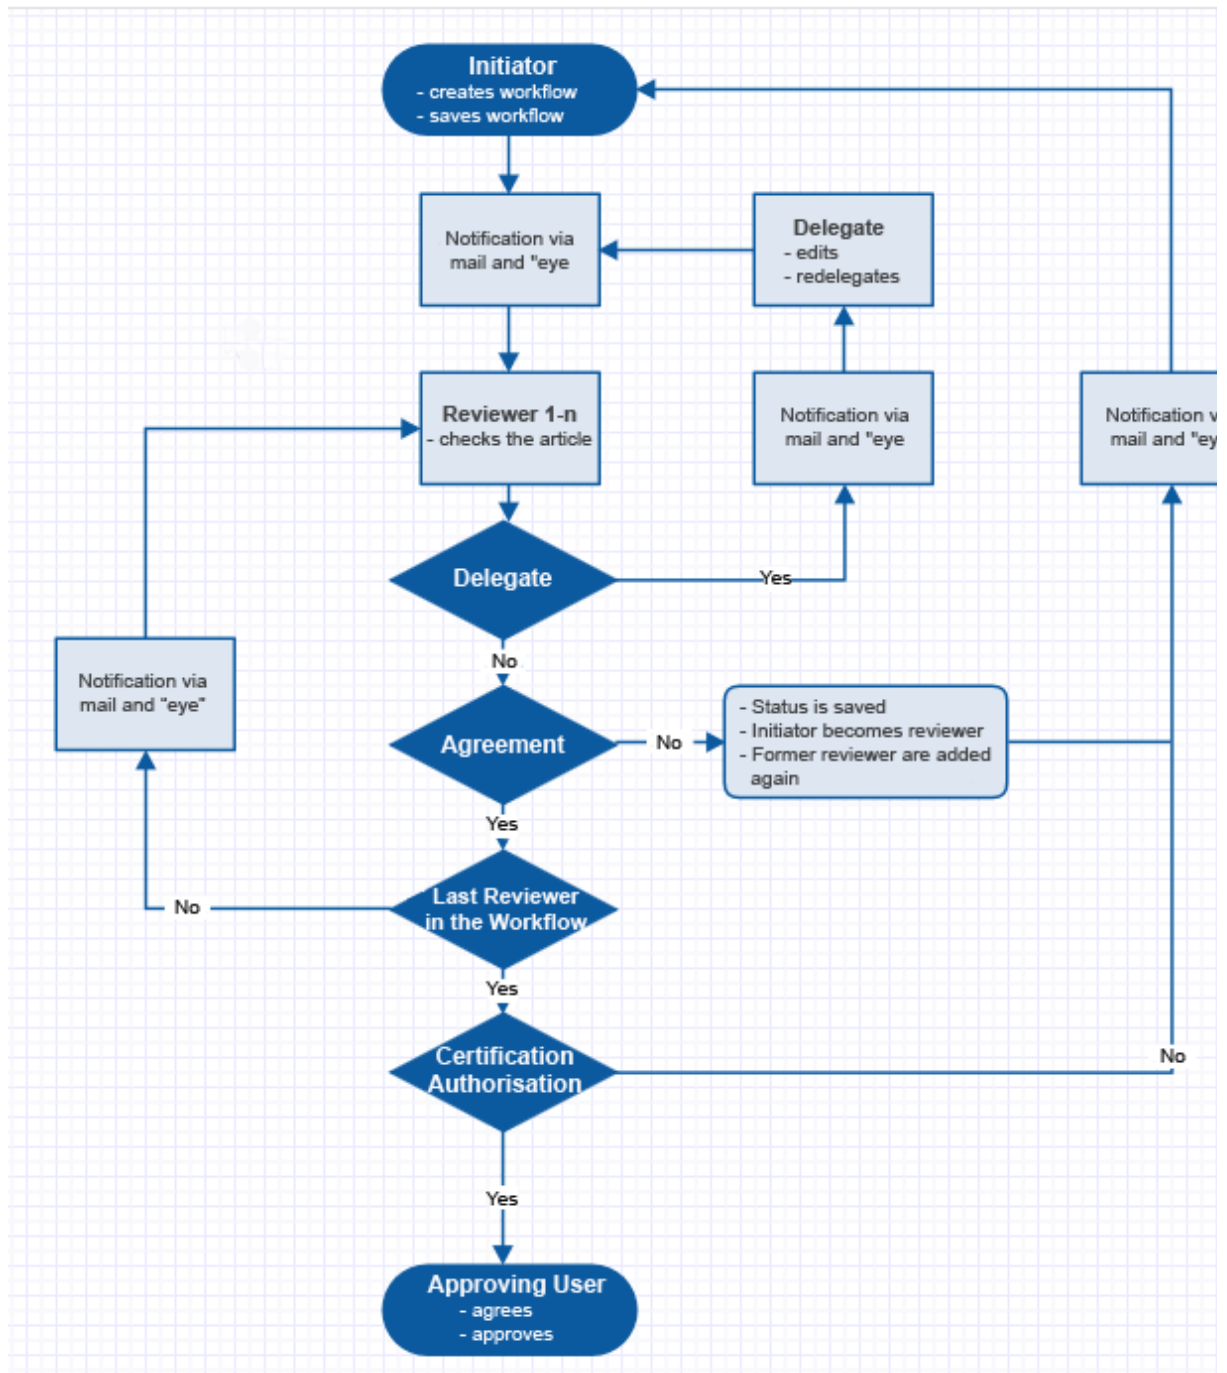 Initiator
- creates workflow
- saves workflow
Notification via
mail and "eye
Delegate
- edits
- redelegates
Reviewer 1-n
- checks the article
Notification via
mail and "eye
Notification v
mail and "ey
Delegate
Yes
No
Notification via
mail and "eye"
Agreement
No
- Status is saved
- Initiator becomes reviewer
- Former reviewer are added
again
Yes
Last Reviewer
in the Workflow
No
Yes
Certification
Authorisation
No
Yes
Approving User
- agrees
- approves